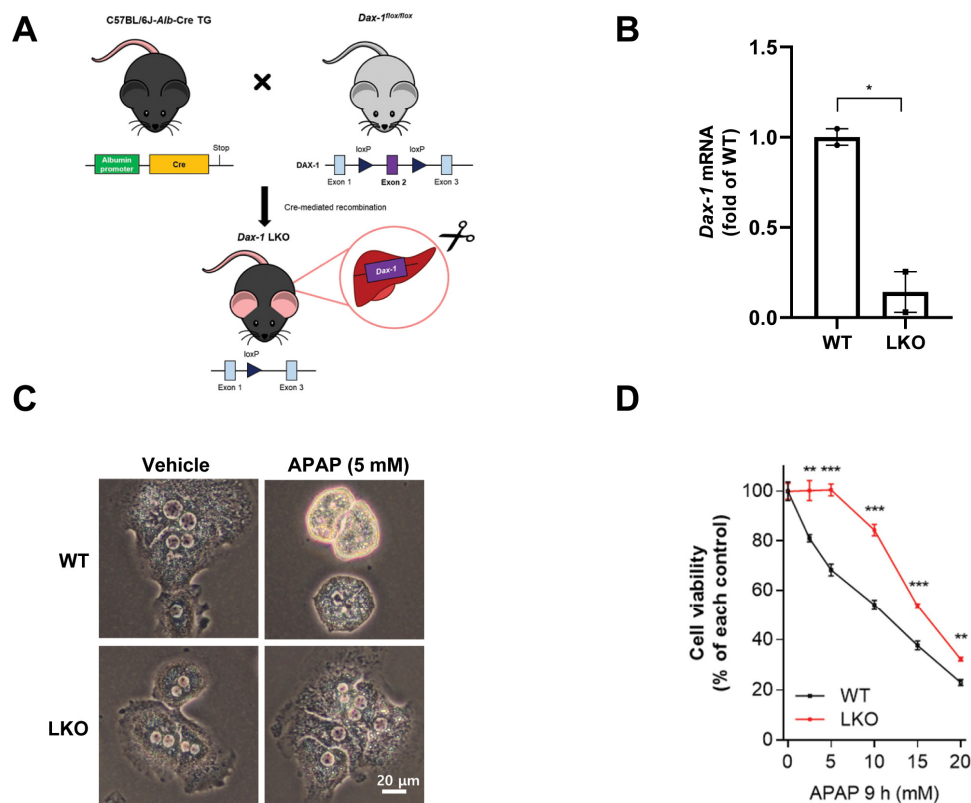 A
C57BL/6J-Alb-Cre TG
Dax-1flox/flox
Albumin
promoter
Cre
Stop
DAX-1
loxP
loxP
Exon 1
Exon 2
Exon 3
Cre-mediated recombination
Dax-1 LKO
Dax-1
loxP
Exon 1
Exon 3
B
Dax-1 mRNA
(fold of WT)
1.5
1.0
0.5
0.0
*
WT
LKO
C
Vehicle
APAP (5 mM)
WT
LKO
20 μm
D
Cell viability
(% of each control)
100
80
60
40
20
0
**
***
***
***
**
WT
LKO
0
5
10
15
20
APAP 9 h (mM)